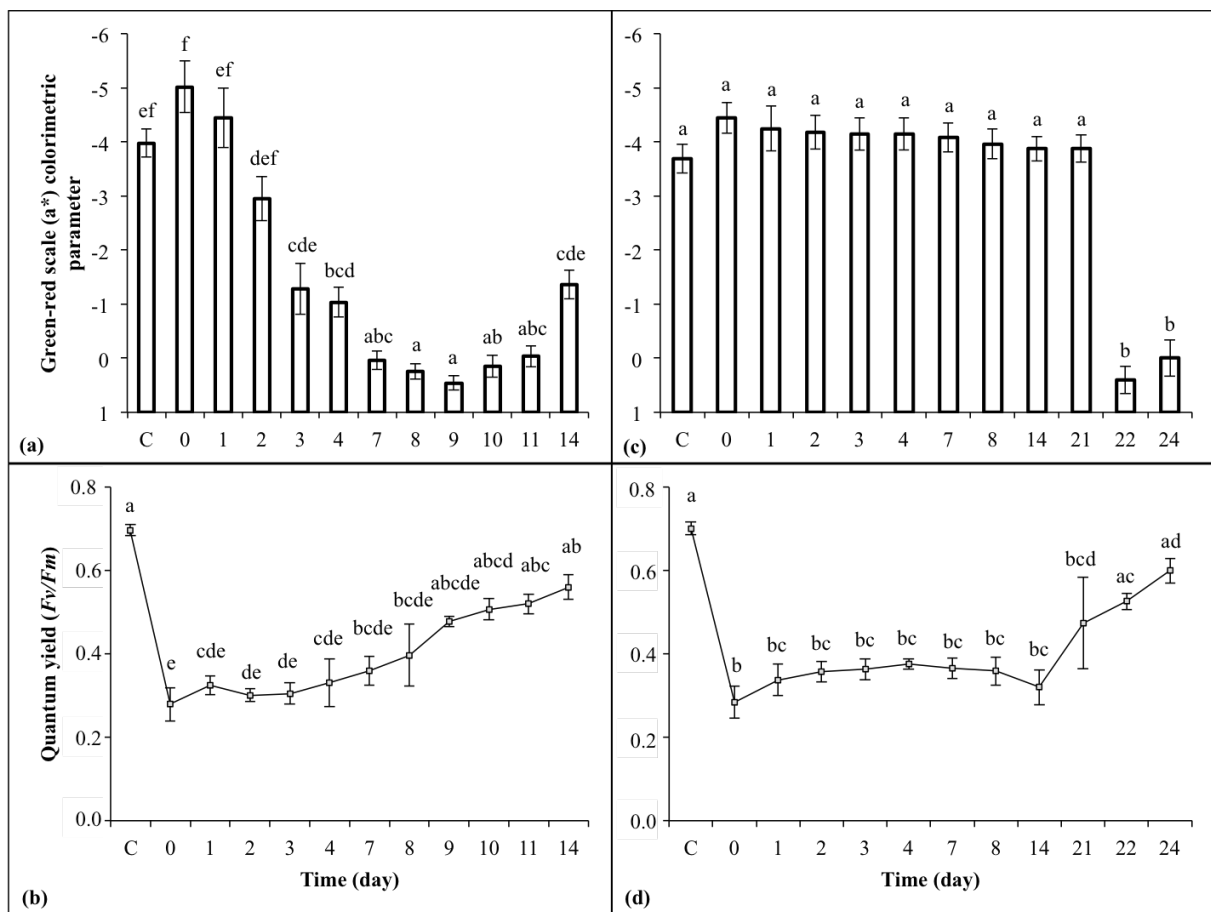 Green-red scale (a*) colorimetric
parameter
-6
-5
-4
-3
-2
-1
0
1
ef
f
ef
def
cde
bcd
abc
a
a
ab
abc
cde
C 0 1 2 3 4 7 8 9 10 11 14
(a)
-6
-5
-4
-3
-2
-1
0
1
a
a
a
a
a
a
a
a
a
a
b
b
C 0 1 2 3 4 7 8 14 21 22 24
(c)
Quantum yield (Fv/Fm)
0.8
0.6
0.4
0.2
0.0
a
e
cde
de
de
cde
bcde
bcde
abcde
abcd
abc
ab
C 0 1 2 3 4 7 8 9 10 11 14
Time (day)
(b)
0.8
0.6
0.4
0.2
0.0
a
b
bc
bc
bc
bc
bc
bc
bc
bcd
ac
ad
C 0 1 2 3 4 7 8 14 21 22 24
Time (day)
(d)